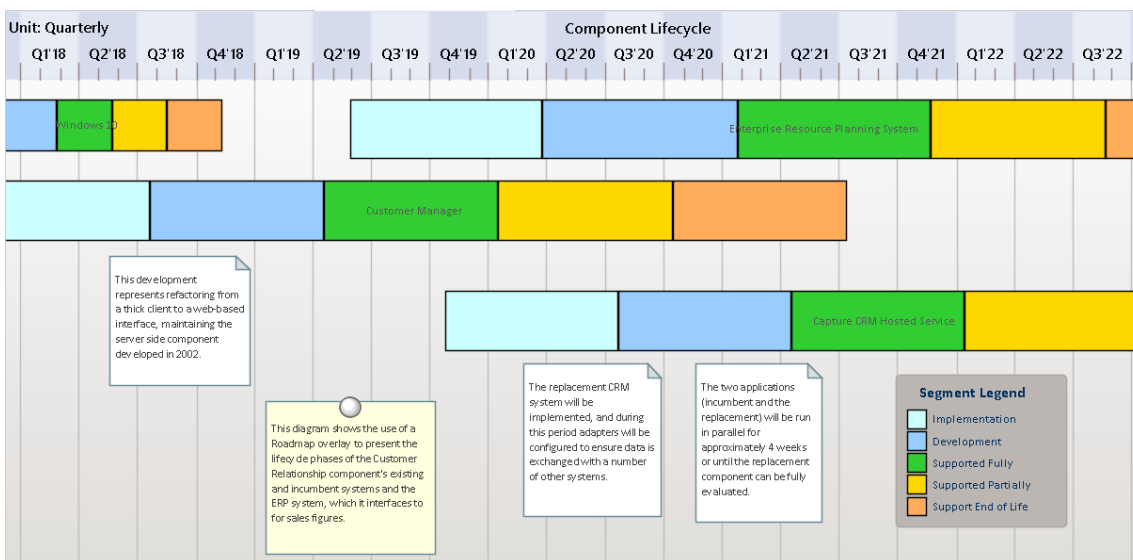 Unit: Quarterly
Component Lifecycle
Q1'18 Q2'18 Q3'18 Q4'18 Q1'19 Q2'19 Q3'19 Q4'19 Q1'20 Q2'20 Q3'20 Q4'20 Q1'21 Q2'21 Q3'21 Q4'21 Q1'22 Q2'22 Q3'22
Windows 10
Enterprise Resource Planning System
Customer Manager
This development
represents refactoring from
a thick client to a web-based
interface, maintaining the
server side component
developed in 2002.
Capture CRM Hosted Service
This diagram shows the use of a
Roadmap overlay to present the
lifecycle phases of the Customer
Relationship component's existing
and incumbent systems and the
ERP system, which it interfaces to
for sales figures.
The replacement CRM
system will be
implemented, and during
this period adapters will be
configured to ensure data is
exchanged with a number
of other systems.
The two applications
(incumbent and the
replacement) will be run
in parallel for
approximately 4 weeks
or until the replacement
component can be fully
evaluated.
Segment Legend
Implementation
Development
Supported Fully
Supported Partially
Support End of Life